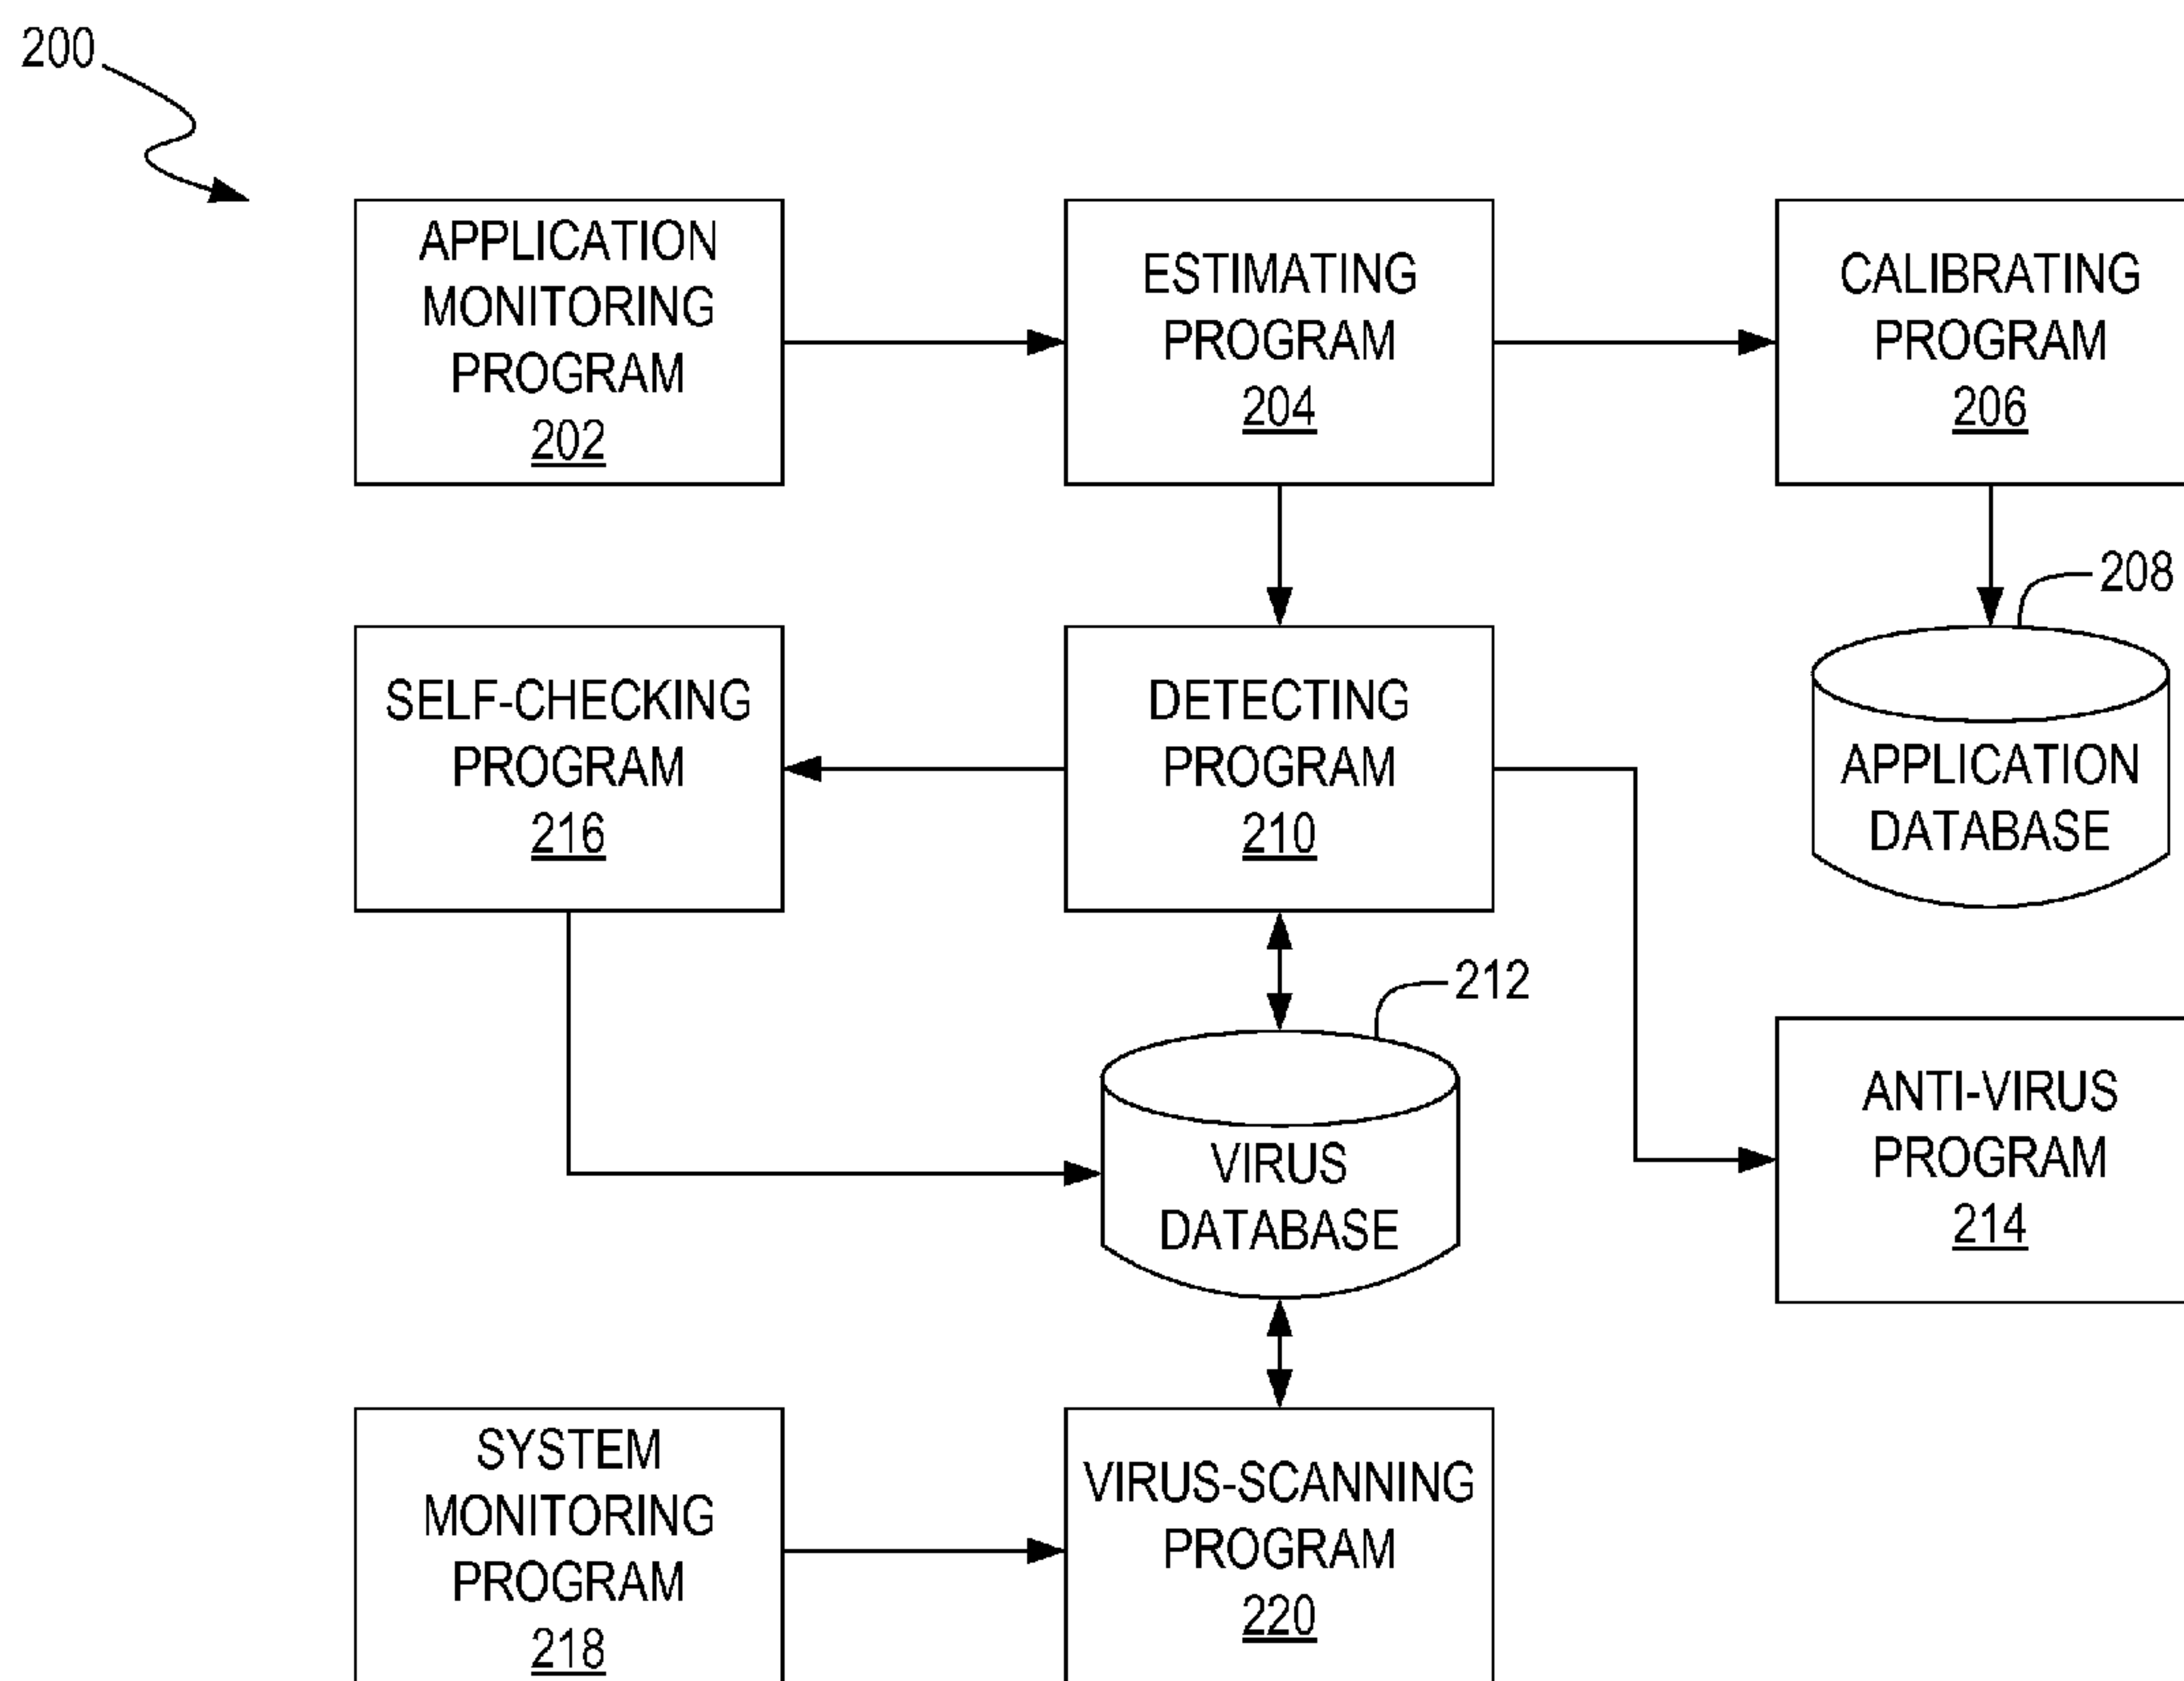 200
APPLICATION
MONITORING
PROGRAM
202
ESTIMATING
PROGRAM
204
CALIBRATING
PROGRAM
206
208
SELF-CHECKING
PROGRAM
216
DETECTING
PROGRAM
210
APPLICATION
DATABASE
212
VIRUS
DATABASE
ANTI-VIRUS
PROGRAM
214
SYSTEM
MONITORING
PROGRAM
218
VIRUS-SCANNING
PROGRAM
220